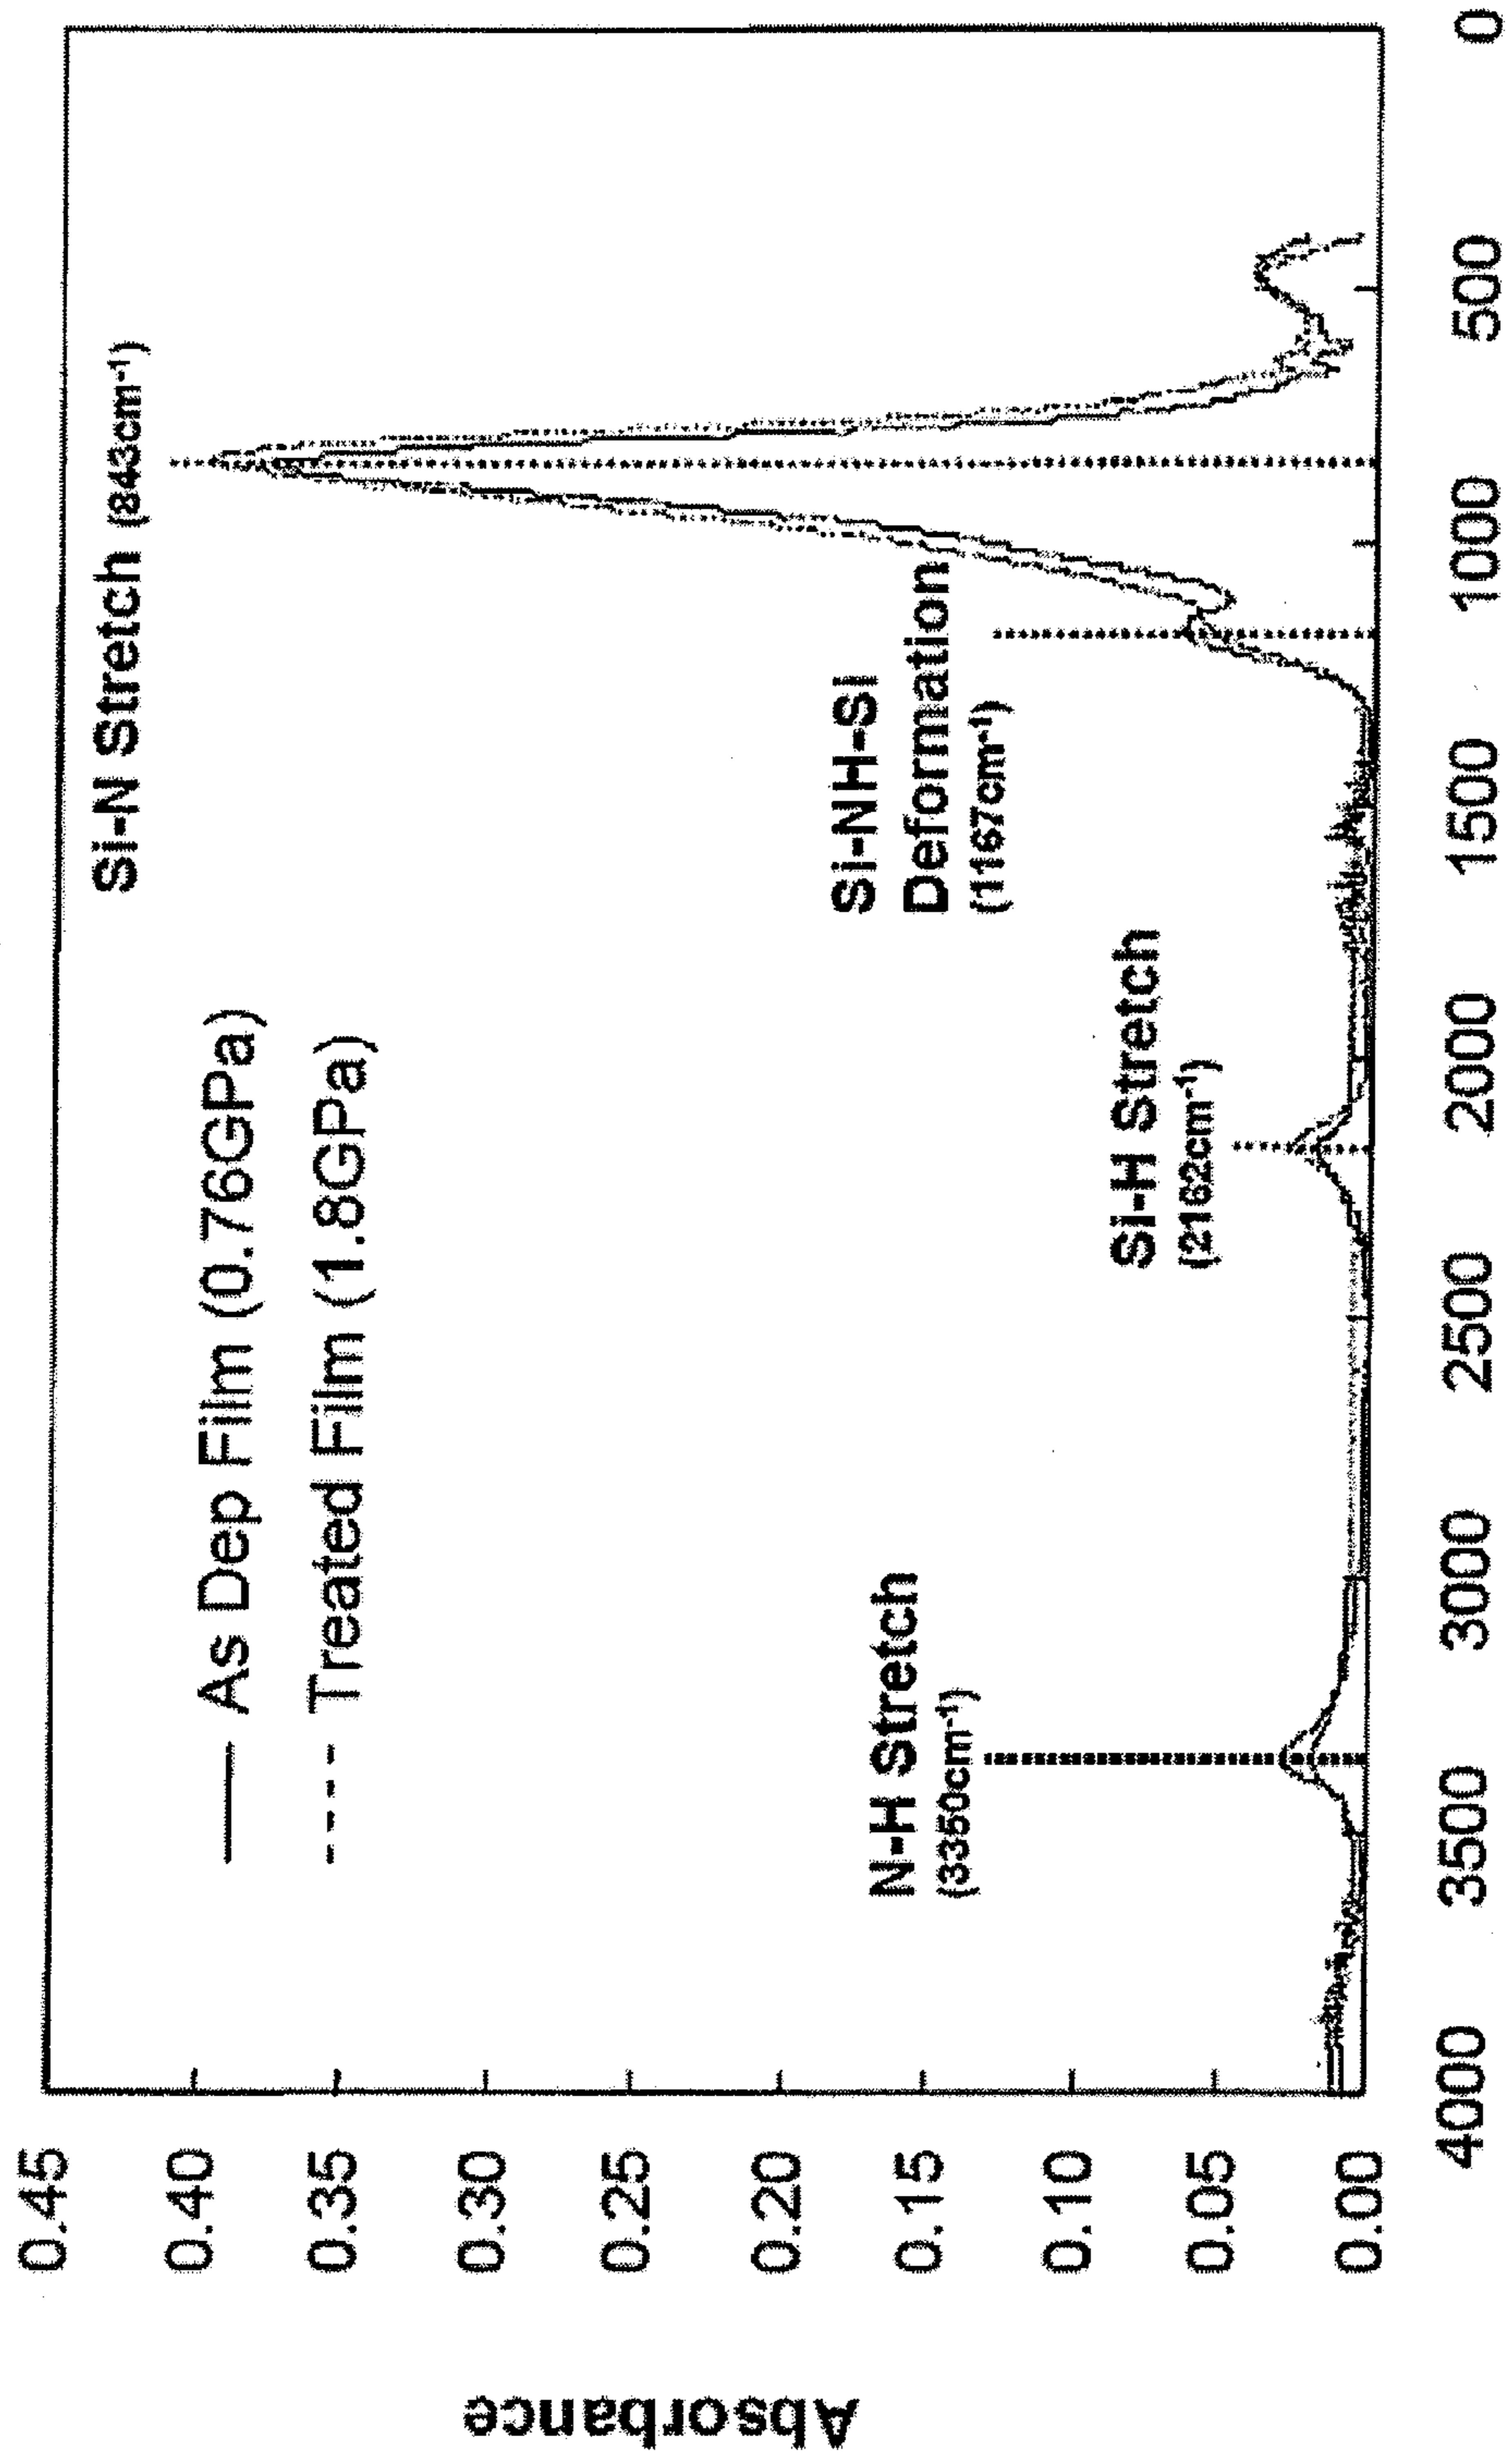 Si-N Stretch (843cm-1)
As Dep Film (0.76GPa)
Treated Film (1.8GPa)
N-H Stretch
(3350cm-1)
Si-H Stretch
(2162cm-1)
Si-NH-Si
Deformation
(1167cm-1)
Absorbance
0.45
0.40
0.35
0.30
0.25
0.20
0.15
0.10
0.05
0.00
4000 3500 3000 2500 2000 1500 1000 500 0